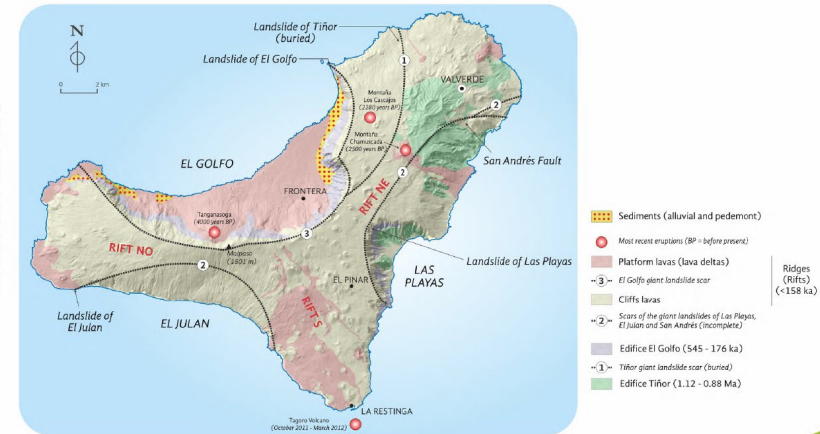 Landslide of Tiñor
(buried)
Landslide of El Golfo
N
0 2 km
1
VALVERDE
Montaña
Los Cascajos
(2280 years BP)
2
Montaña
Chamuscada
(2500 years BP)
San Andrés Fault
EL GOLFO
2
FRONTERA
RIFT NE
Tanganasoga
(4000 years BP)
3
RIFT NO
Malpaso
(1501 m)
2
LAS
PLAYAS
Landslide of Las Playas
EL PINAR
Landslide of
El Julan
EL JULAN
RIFT S
LA RESTINGA
Tagoro Volcano
(October 2011 - March 2012)
Sediments (alluvial and pedemont)
Most recent eruptions (BP = before present)
Platform lavas (lava deltas)
3 El Golfo giant landslide scar
Cliffs lavas
2 Scars of the giant landslides of Las Playas,
El Julan and San Andrés (incomplete)
Ridges
(Rifts)
(<158 ka)
Edifice El Golfo (545 - 176 ka)
1 Tiñor giant landslide scar (buried)
Edifice Tiñor (1.12 - 0.88 Ma)